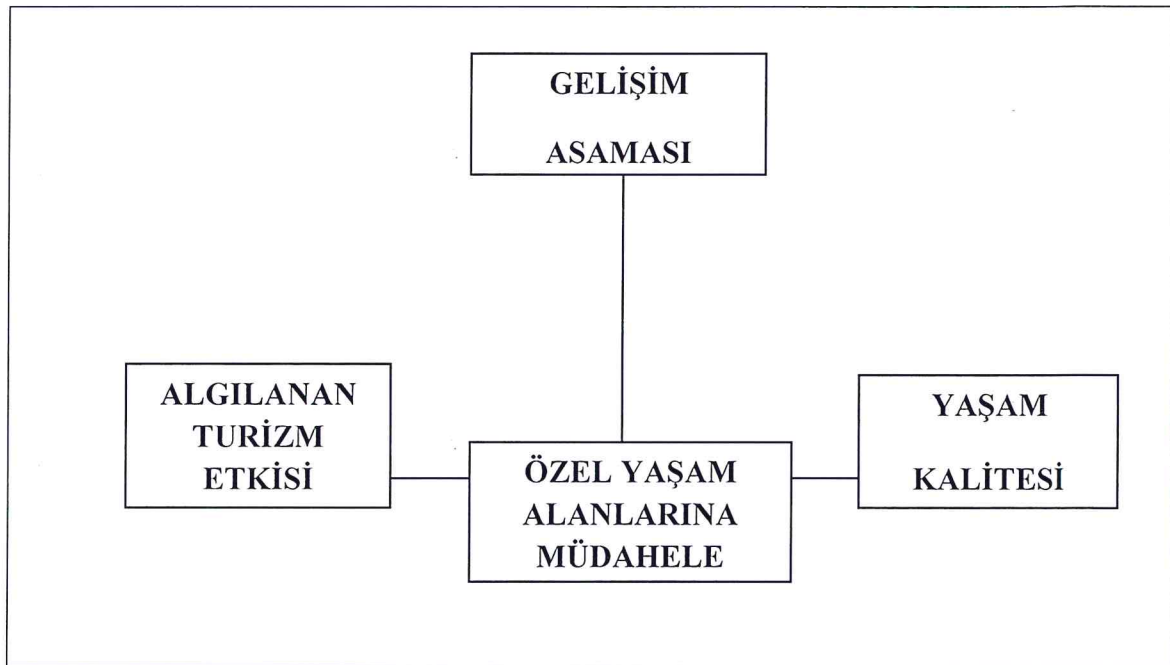 GELİŞİM
ASAMASI
ALGILANAN
TURİZM
ETKİSİ
ÖZEL YAŞAM
ALANLARINA
MÜDAHELE
YAŞAM
KALİTESİ